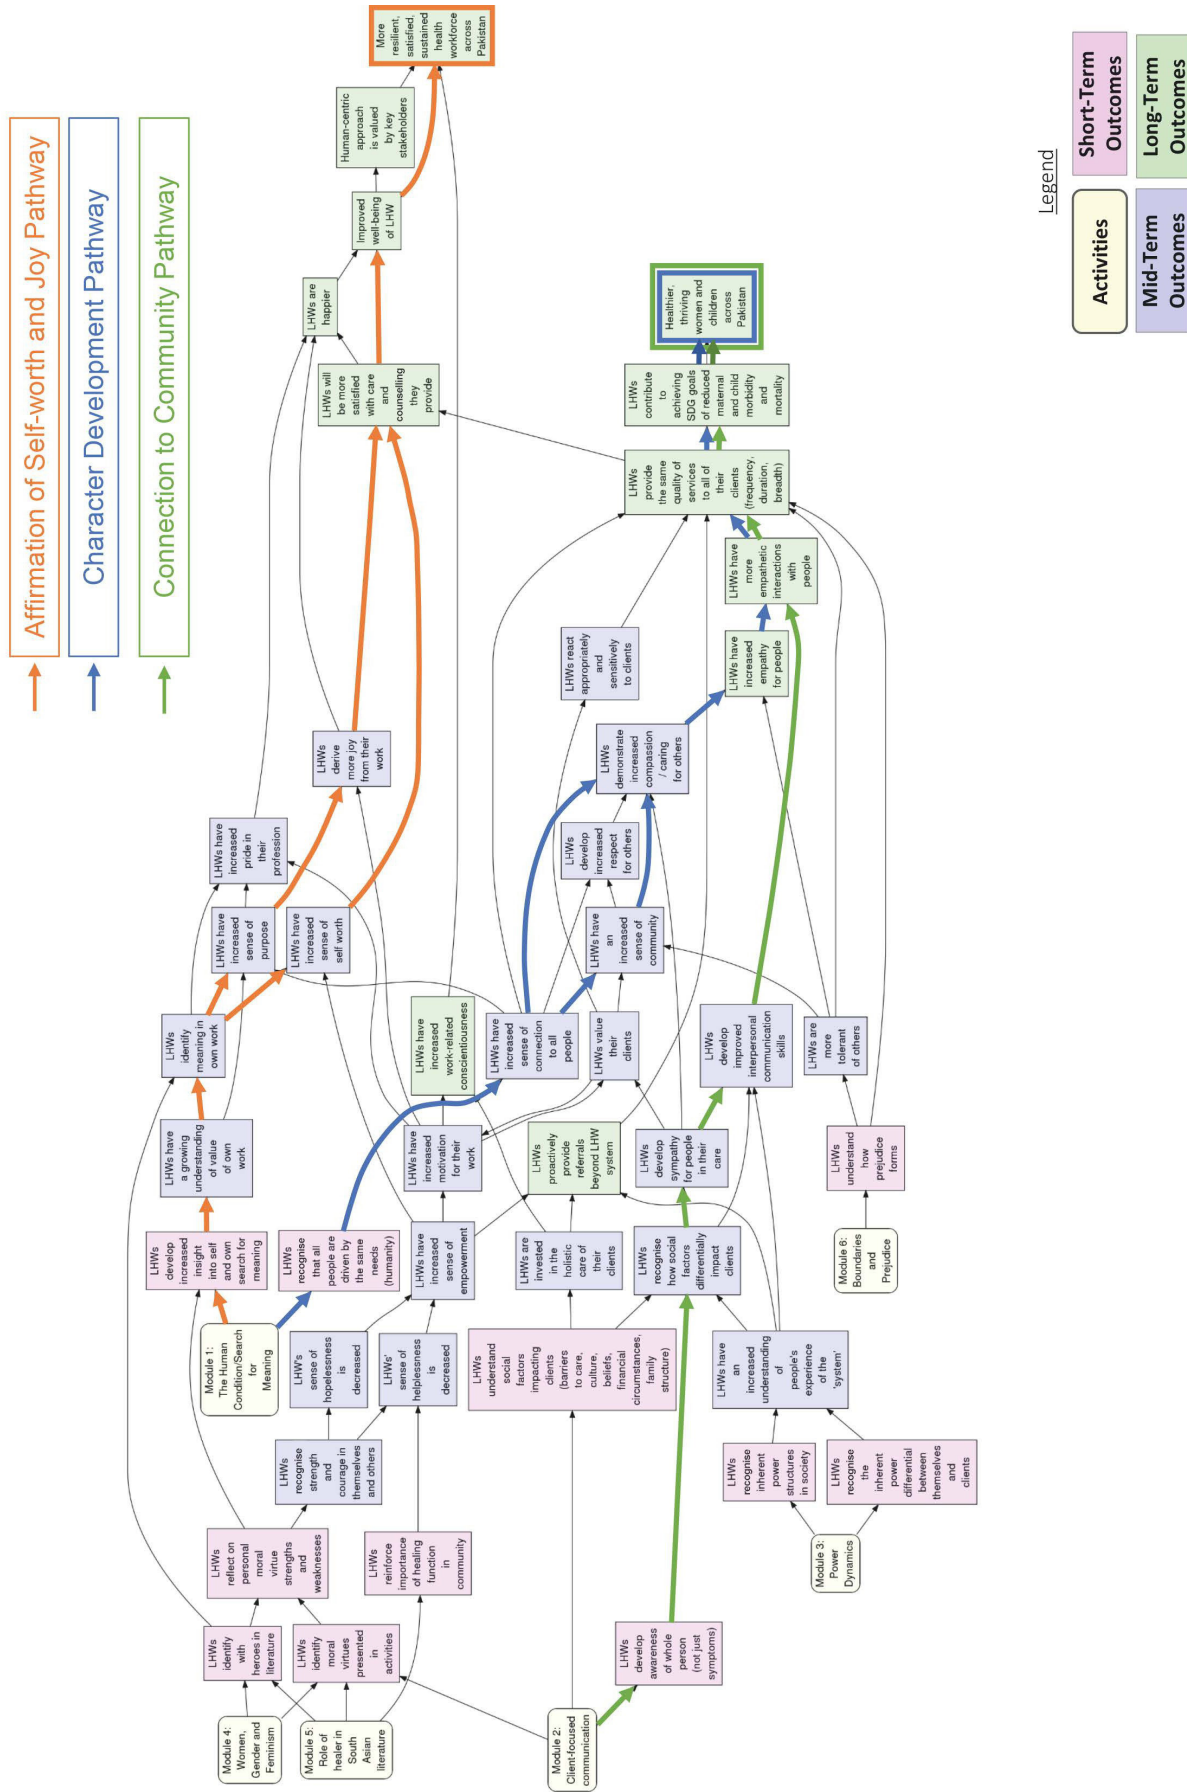 Affirmation of Self-worth and Joy Pathway
Character Development Pathway
Connection to Community Pathway
Module 4:
Women,
Gender and
Feminism
Module 5:
Role of
healer in
South
Asian
literature
Module 2:
Client-focused
communication
LHWs
identify
with
heroes in
literature
LHWs
identify
moral
virtues
presented
in
activities
LHWs
develop
awareness
of whole
person
(not just
symptoms)
LHWs
reflect on
personal
moral
virtue
strengths
and
weaknesses
LHWs
reinforce
importance
of healing
function
in
community
Module 3:
Power
Dynamics
LHWs
recognise
strength
and
courage in
themselves
and others
LHWs
recognise
inherent
power
structures
in society
LHWs
recognise
the
inherent
power
differential
between
themselves
and
clients
Module 1:
The Human
Condition/Search
for
Meaning
LHW's
sense of
hopelessness
is
decreased
LHWs'
sense of
helplessness
is
decreased
LHWs
understand
social
factors
impacting
clients
(barriers
to care,
culture,
beliefs,
financial
circumstances,
family
structure)
LHWs have
an
increased
understanding
of
people's
experience
of the
'system'
LHWs
develop
increased
insight
into self
and own
search for
meaning
LHWs
recognise
that all
people are
driven by
the same
needs
(humanity)
LHWs have
increased
sense of
empowerment
LHWs are
invested
in the
holistic
care of
their
clients
LHWs
recognise
how social
factors
differentially
impact
clients
Module 6:
Boundaries
and
Prejudice
LHWs have
a growing
understanding
of value
of own
work
LHWs have
increased
motivation
for their
work
LHWs
proactively
provide
referrals
beyond LHW
system
LHWs
develop
sympathy
for people
in their
care
LHWs
understand
how
prejudice
forms
LHWs
identify
meaning in
own work
LHWs have
increased
work-related
conscientiousness
LHWs have
increased
sense of
connection
to all
people
LHWs value
their
clients
LHWs
develop
improved
interpersonal
communication
skills
LHWs are
more
tolerant
of others
LHWs have
increased
sense of
purpose
LHWs have
increased
sense of
self worth
LHWs have
an
increased
sense of
community
LHWs have
increased
pride in
their
profession
LHWs
develop
increased
respect
for others
LHWs
derive
more joy
from their
work
LHWs
demonstrate
increased
compassion
/ caring
for others
LHWs react
appropriately
and
sensitively
to clients
LHWs have
increased
empathy
for people
LHWs have
more
empathetic
interactions
with
people
LHWs
provide
the same
quality of
services
to all of
their
clients
(frequency,
duration,
breadth)
LHWs will
be more
satisfied
with care
and
counselling
they
provide
LHWs
contribute
to
achieving
SDG goals
of reduced
maternal
and child
morbidity
and
mortality
LHWs are
happier
Healthier,
thriving
women and
children
across
Pakistan
Improved
well-being
of LHW
Human-centric
approach
is valued
by key
stakeholders
More
resilient,
satisfied,
sustained
health
workforce
across
Pakistan
Legend
Activities
Short-Term
Outcomes
Mid-Term
Outcomes
Long-Term
Outcomes